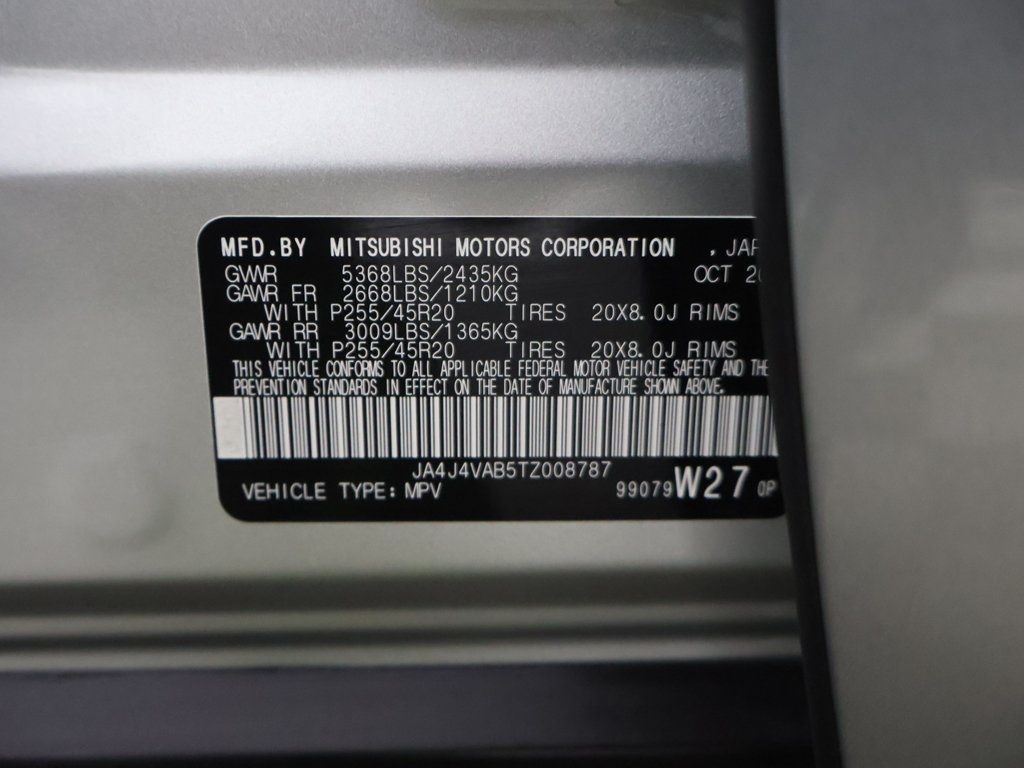 MFD.BY MITSUBISHI MOTORS CORPORATION .
GWVR 5368LBS/2435KG OCT
GAWR FR 2668LBS/1210KG
WITH P255/45R20 TIRES 20X8.0J RIMS
GAWR RR 3009LBS/1365KG
WITH P255/45R20 TIRES 20X8.0J RIMS
THIS VEHICLE CONFORMS TO ALL APPLICABLE FEDERAL MOTOR VEHICLE SAFETY AND
PREVENTION STANDARDS IN EFFECT ON THE DATE OF MANUFACTURE SHOWN ABOVE.
JA4J4VAB5TZ008787
VEHICLE TYPE: MPV 99079 W27